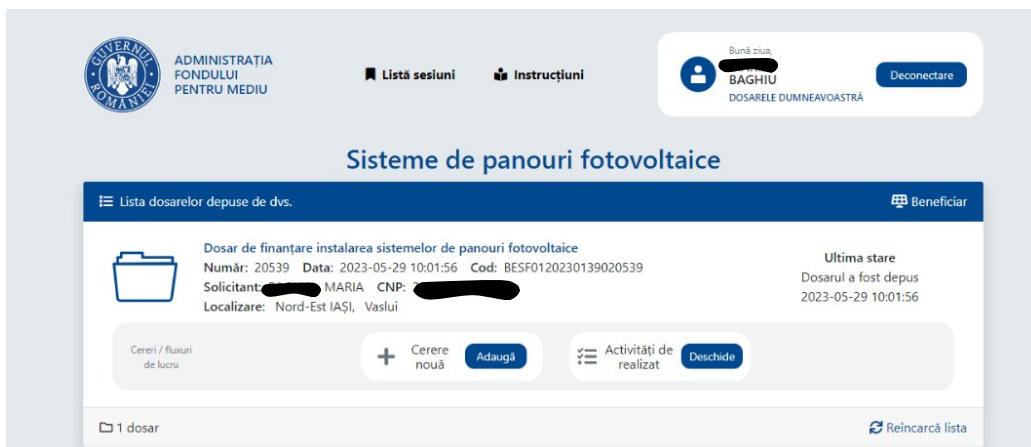 GUVERNUL ROMÂNIEI
ADMINISTRAȚIA
FONDULUI
PENTRU MEDIU
Listă sesiuni
Instrucțiuni
Bună ziua,
BAGHIU
DOSARELE DUMNEAVOASTRĂ
Deconectare
Sisteme de panouri fotovoltaice
Lista dosarelor depuse de dvs.
Beneficiar
Dosar de finanțare instalarea sistemelor de panouri fotovoltaice
Număr: 20539 Data: 2023-05-29 10:01:56 Cod: BESF0120230139020539
Solicitant: MARIA CNP:
Localizare: Nord-Est IAȘI, Vaslui
Ultima stare
Dosarul a fost depus
2023-05-29 10:01:56
Cereri / fluxuri
de lucru
Cerere
nouă
Adaugă
Activități de
realizat
Deschide
1 dosar
Reîncarcă lista